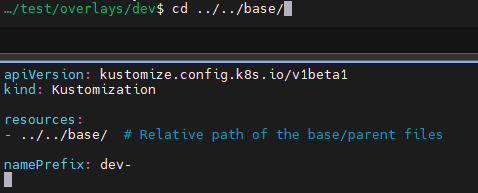 …/test/overlays/dev$ cd ../../base/
apiVersion: kustomize.config.k8s.io/v1beta1
kind: Kustomization
resources:
- ../../base/  # Relative path of the base/parent files
namePrefix: dev-